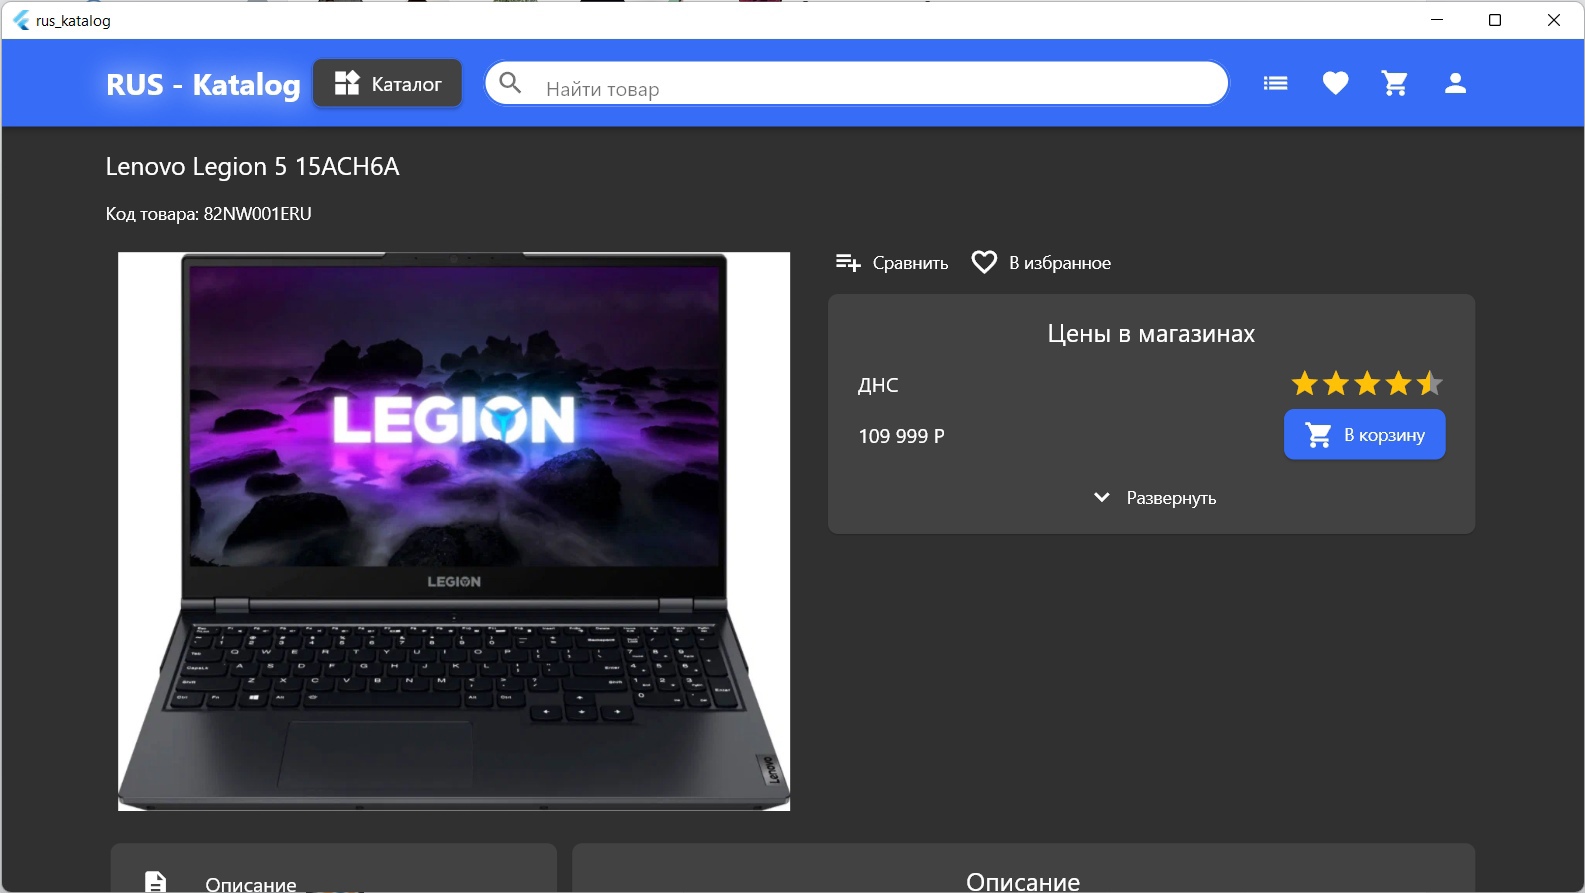 rus_katalog
RUS - Katalog
Каталог
Найти товар
Lenovo Legion 5 15ACH6A
Код товара: 82NW001ERU
Сравнить
В избранное
Цены в магазинах
ДНС
109 999 Р
В корзину
Развернуть
LEGION
LEGION
Lenovo
Описание
Описание